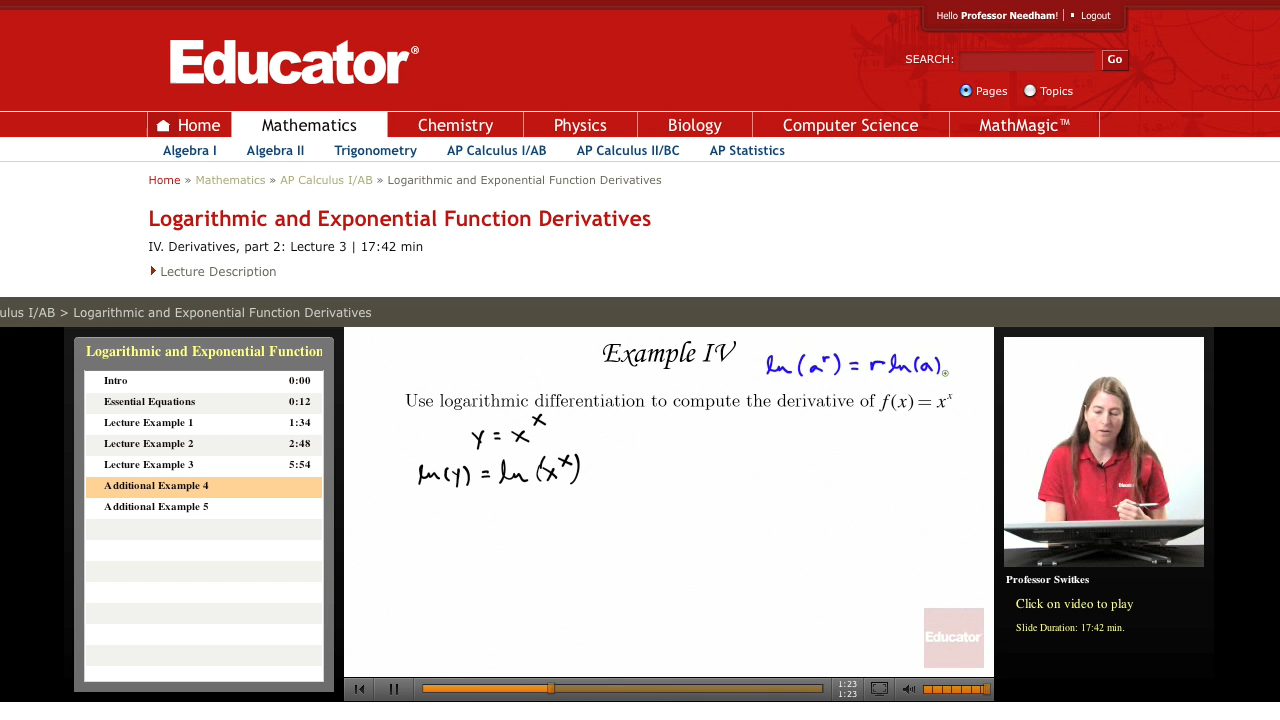 Hello Professor Needham! Logout
Educator®
SEARCH: Go
Pages Topics
Home Mathematics Chemistry Physics Biology Computer Science MathMagic™
Algebra I Algebra II Trigonometry AP Calculus I/AB AP Calculus II/BC AP Statistics
Home » Mathematics » AP Calculus I/AB » Logarithmic and Exponential Function Derivatives
Logarithmic and Exponential Function Derivatives
IV. Derivatives, part 2: Lecture 3 | 17:42 min
Lecture Description
ulus I/AB > Logarithmic and Exponential Function Derivatives
Logarithmic and Exponential Function
Intro 0:00
Essential Equations 0:12
Lecture Example 1 1:34
Lecture Example 2 2:48
Lecture Example 3 5:54
Additional Example 4
Additional Example 5
Example IV
ln(a^r) = r ln(a)
Use logarithmic differentiation to compute the derivative of f(x) = x^x
y = x^x
ln(y) = ln(x^x)
Educator
1:23
1:23
Professor Switkes
Click on video to play
Slide Duration: 17:42 min.